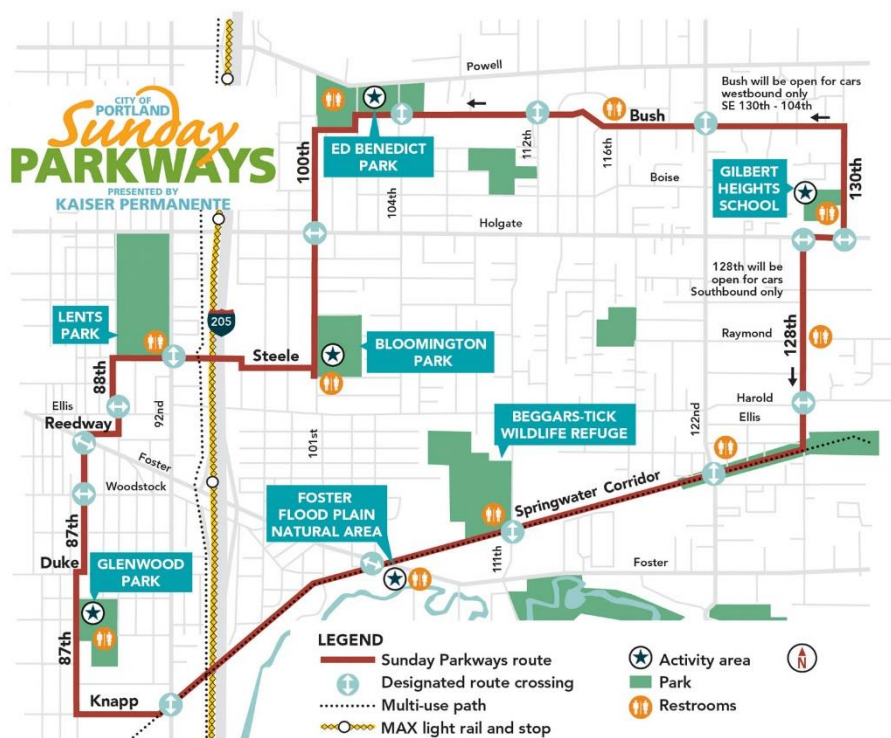 CITY OF
PORTLAND
Sunday
PARKWAYS
PRESENTED BY
KAISER PERMANENTE
Powell
Bush will be open for cars
westbound only
SE 130th - 104th
Bush
ED BENEDICT
PARK
100th
104th
112th
116th
Boise
GILBERT
HEIGHTS
SCHOOL
130th
Holgate
128th will be
open for cars
Southbound only
LENTS
PARK
205
Steele
BLOOMINGTON
PARK
Raymond
128th
88th
Ellis
Reedway
92nd
101st
BEGGARS-TICK
WILDLIFE REFUGE
122nd
Harold
Ellis
Foster
Woodstock
87th
FOSTER
FLOOD PLAIN
NATURAL AREA
Springwater Corridor
111th
Foster
Duke
GLENWOOD
PARK
87th
Knapp
LEGEND
Sunday Parkways route
Designated route crossing
Multi-use path
MAX light rail and stop
Activity area
Park
Restrooms
N